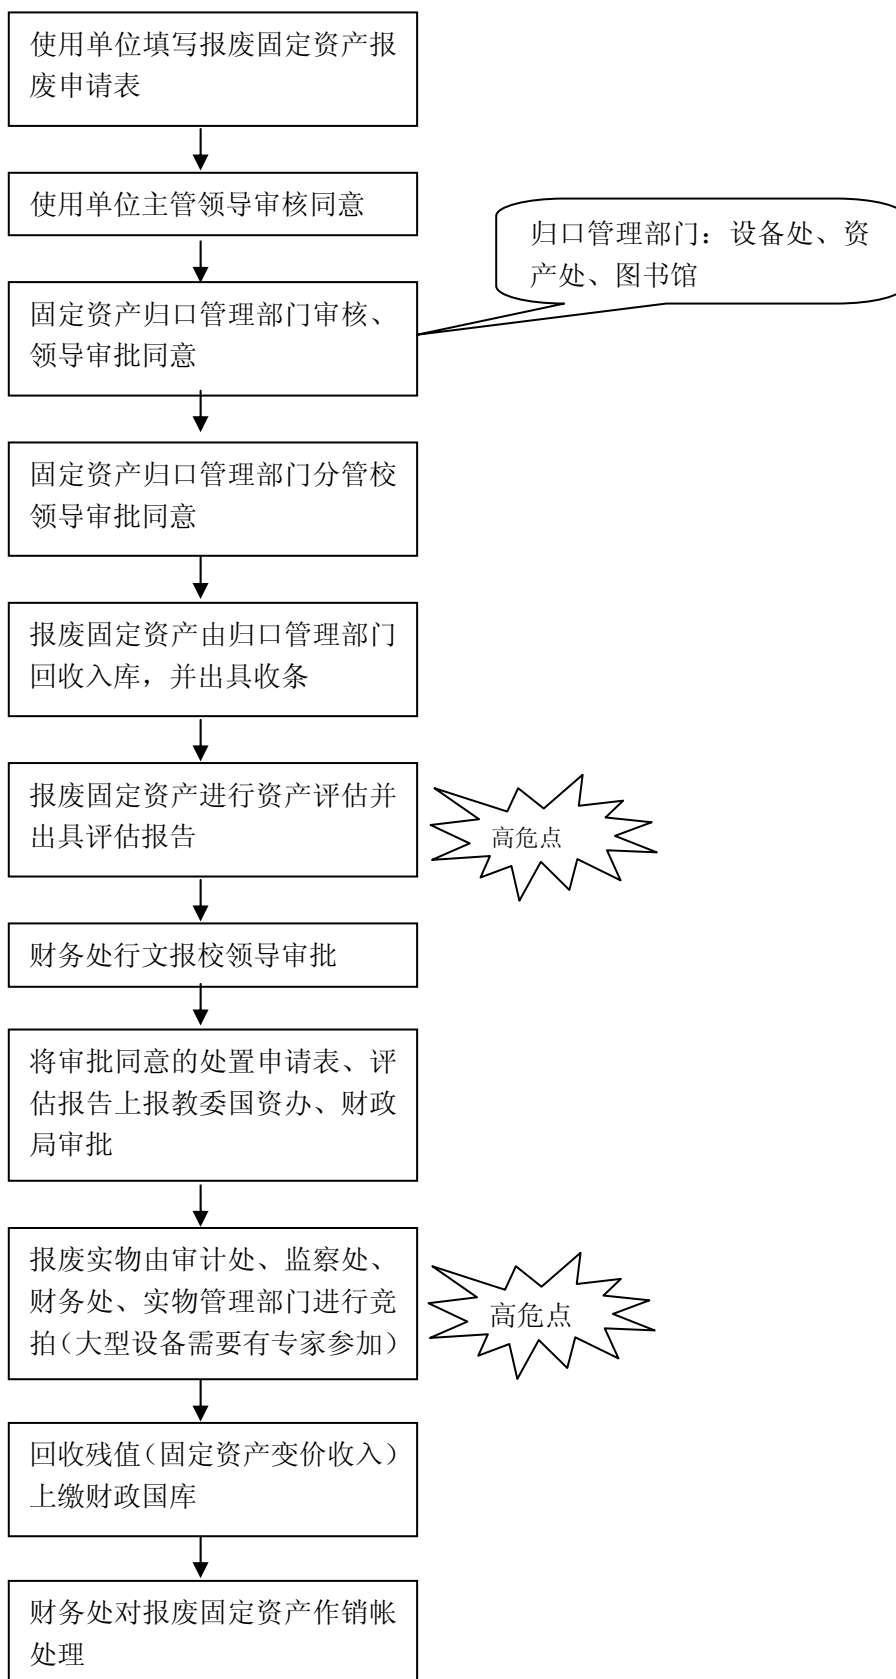 使用单位填写报废固定资产报
废申请表
使用单位主管领导审核同意
归口管理部门：设备处、资
产处、图书馆
固定资产归口管理部门审核、
领导审批同意
固定资产归口管理部门分管校
领导审批同意
报废固定资产由归口管理部门
回收入库，并出具收条
报废固定资产进行资产评估并
出具评估报告
高危点
财务处行文报校领导审批
将审批同意的处置申请表、评
估报告上报教委国资办、财政
局审批
报废实物由审计处、监察处、
财务处、实物管理部门进行竞
拍（大型设备需要有专家参加）
高危点
回收残值（固定资产变价收入）
上缴财政国库
财务处对报废固定资产作销帐
处理